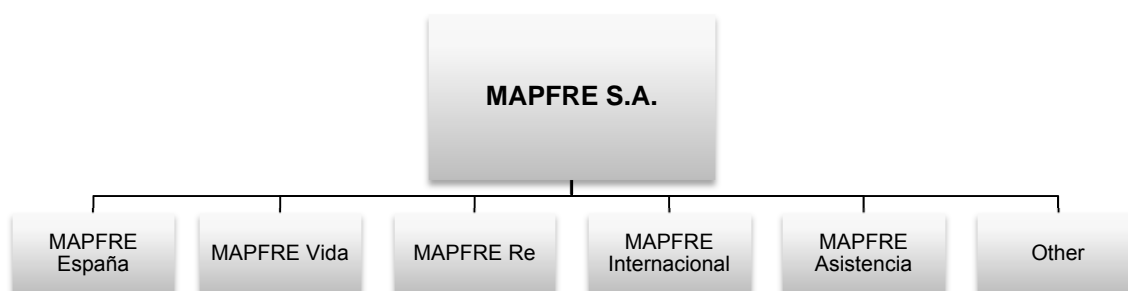 MAPFRE S.A.
MAPFRE
España
MAPFRE Vida
MAPFRE Re
MAPFRE
Internacional
MAPFRE
Asistencia
Other